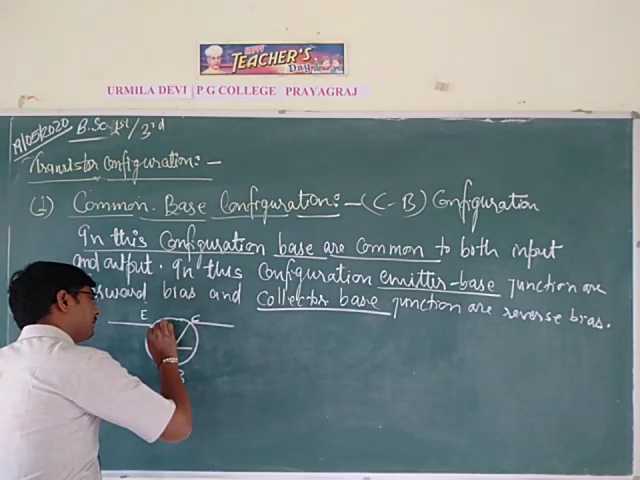 HAPPY
TEACHER'S
Day
URMILA DEVI P G COLLEGE PRAYAGRAJ
19/05/2020 B.Sc. Ist/3rd
Transistor Configuration:-
(1) Common Base Configuration:- (C-B) Configuration
In this Configuration base are common to both input
and output. In this Configuration emitter-base junction are
forward bias and Collector base junction are reverse bias.
E C
B